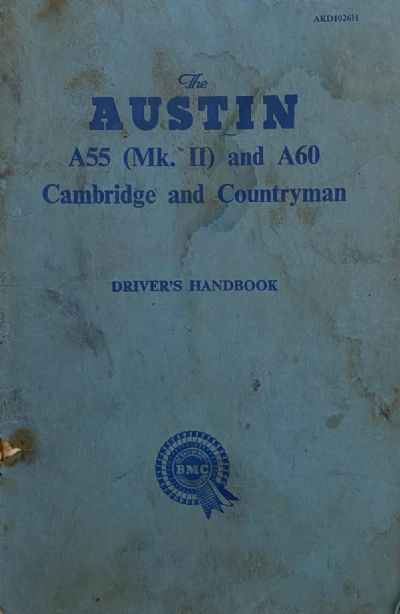 AKD1026H
The
AUSTIN
A55 (Mk. II) and A60
Cambridge and Countryman
DRIVER'S HANDBOOK
BMC